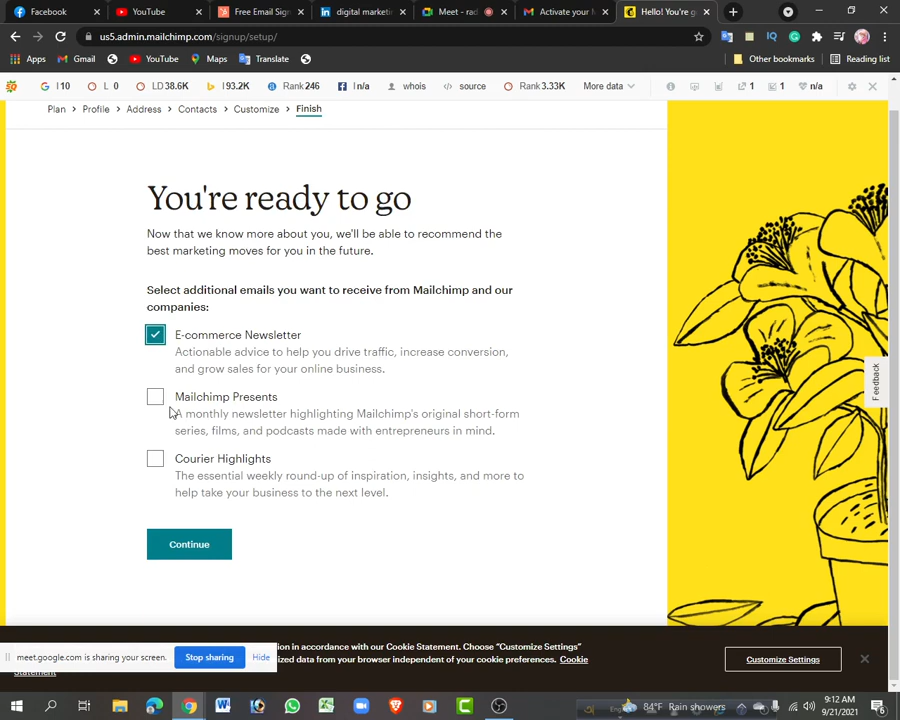 Facebook
YouTube
Free Email Sign
digital marketi
Meet - rad
Activate your
Hello! You're g
us5.admin.mailchimp.com/signup/setup/
Apps
Gmail
YouTube
Maps
Translate
Other bookmarks
Reading list
I 10
L 0
LD 38.6K
I 93.2K
Rank 246
I n/a
whois
source
Rank 3.33K
More data
1
1
n/a
Plan > Profile > Address > Contacts > Customize > Finish
You're ready to go
Now that we know more about you, we'll be able to recommend the
best marketing moves for you in the future.
Select additional emails you want to receive from Mailchimp and our
companies:
E-commerce Newsletter
Actionable advice to help you drive traffic, increase conversion,
and grow sales for your online business.
Mailchimp Presents
A monthly newsletter highlighting Mailchimp's original short-form
series, films, and podcasts made with entrepreneurs in mind.
Courier Highlights
The essential weekly round-up of inspiration, insights, and more to
help take your business to the next level.
Continue
Feedback
ion in accordance with our Cookie Statement. Choose "Customize Settings"
ized data from your browser independent of your cookie preferences. Cookie
Statement
Customize Settings
meet.google.com is sharing your screen.
Stop sharing
Hide
84°F Rain showers
9:12 AM
9/21/2021